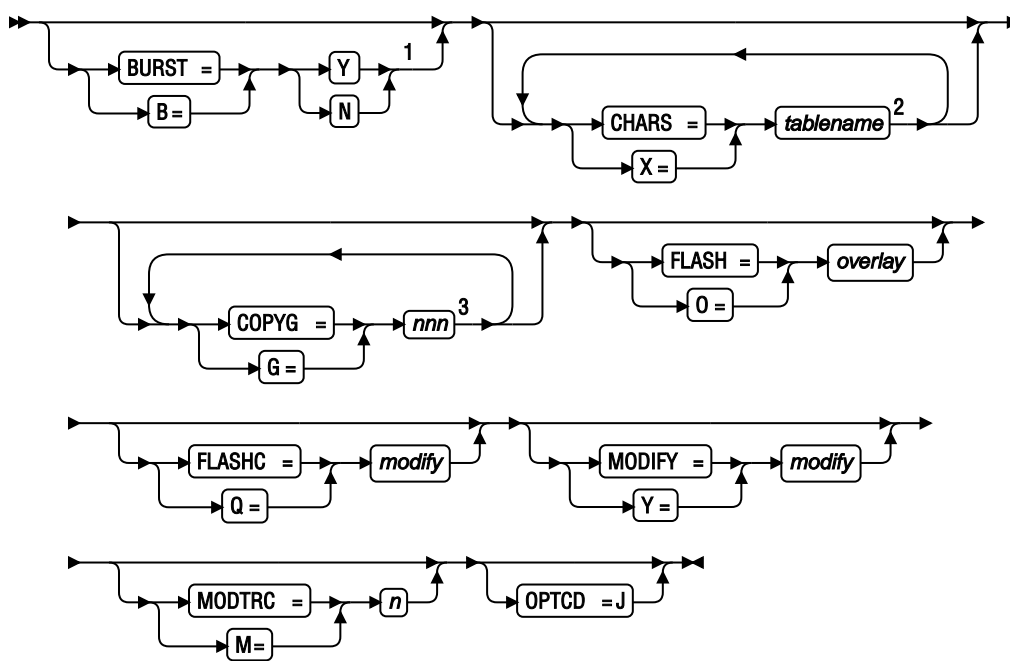 BURST =
B=
Y
N
1
CHARS =
X=
tablename
2
COPYG =
G=
nnn
3
FLASH =
O=
overlay
FLASHC =
Q=
modify
MODIFY =
Y=
modify
MODTRC =
M=
n
OPTCD =J